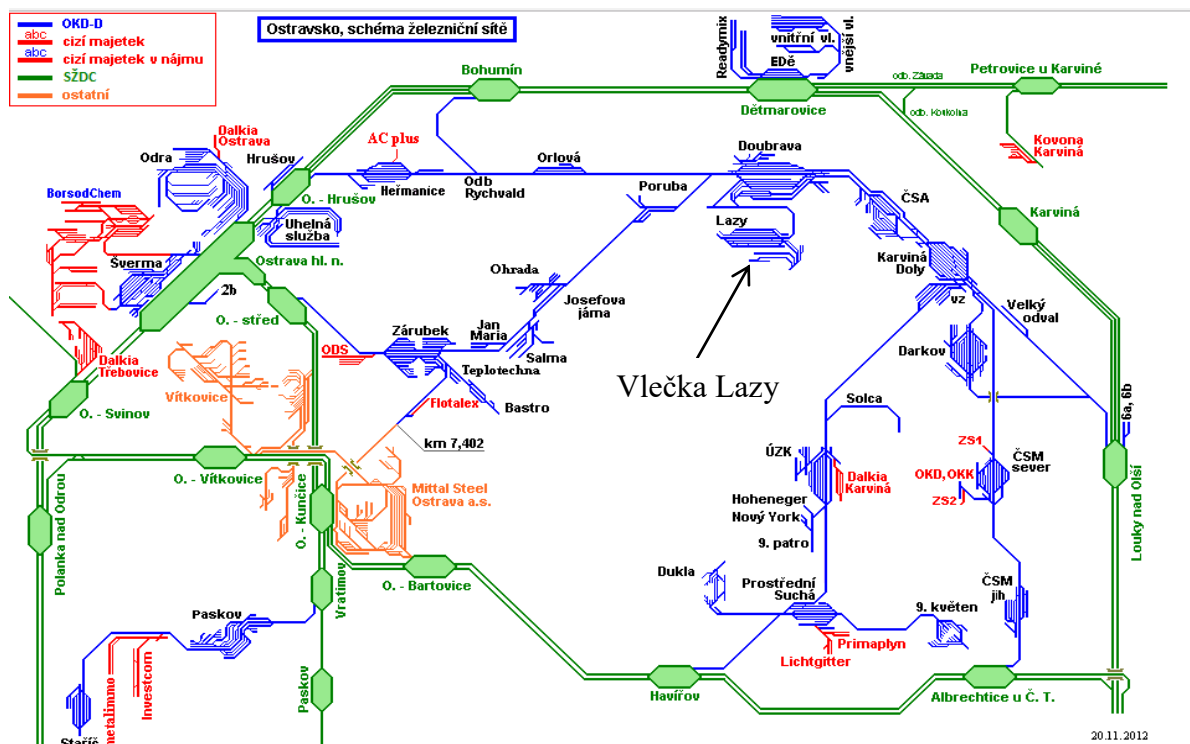 OKD-D
abc
cizí majetek
abc
cizí majetek v nájmu
SŽDC
ostatní
Ostravsko, schéma železniční sítě
Readymix
vnitřní vl.
vnější vl.
EDě
Dětmarovice
Bohumín
odb. Závada
odb. Koukolná
Petrovice u Karviné
Kovona
Karviná
Dalkia
Ostrava
Odra
Hrušov
AC plus
Heřmanice
Odb
Rychvald
Orlová
Poruba
Doubrava
Lazy
ČSA
Karviná
BorsodChem
O. - Hrušov
Uhelná
služba
Ostrava hl. n.
Šverma
2b
O. - střed
Karviná
Doly
vz
Velký
odval
Ohrada
Josefova
jáma
Jan
Maria
Salma
Zárubek
ODS
Teplotechna
Bastro
Flotalex
km 7,402
Dalkia
Třebovice
O. - Svinov
Vítkovice
Darkov
Vlečka Lazy
Solca
6a, 6b
ÚZK
Dalkia
Karviná
ZS1
ČSM
sever
OKD, OKK
ZS2
O. - Vítkovice
O. - Kunčice
Mittal Steel
Ostrava a.s.
Hoheneger
Nový York
9. patro
Louky nad Olší
Polanka nad Odrou
O. - Bartovice
Vratimov
Dukla
Prostřední
Suchá
9. květen
ČSM
jih
Paskov
Primaplyn
Lichtgitter
Metalimmo
Investcom
Paskov
Havířov
Albrechtice u Č. T.
Staříč
20.11.2012